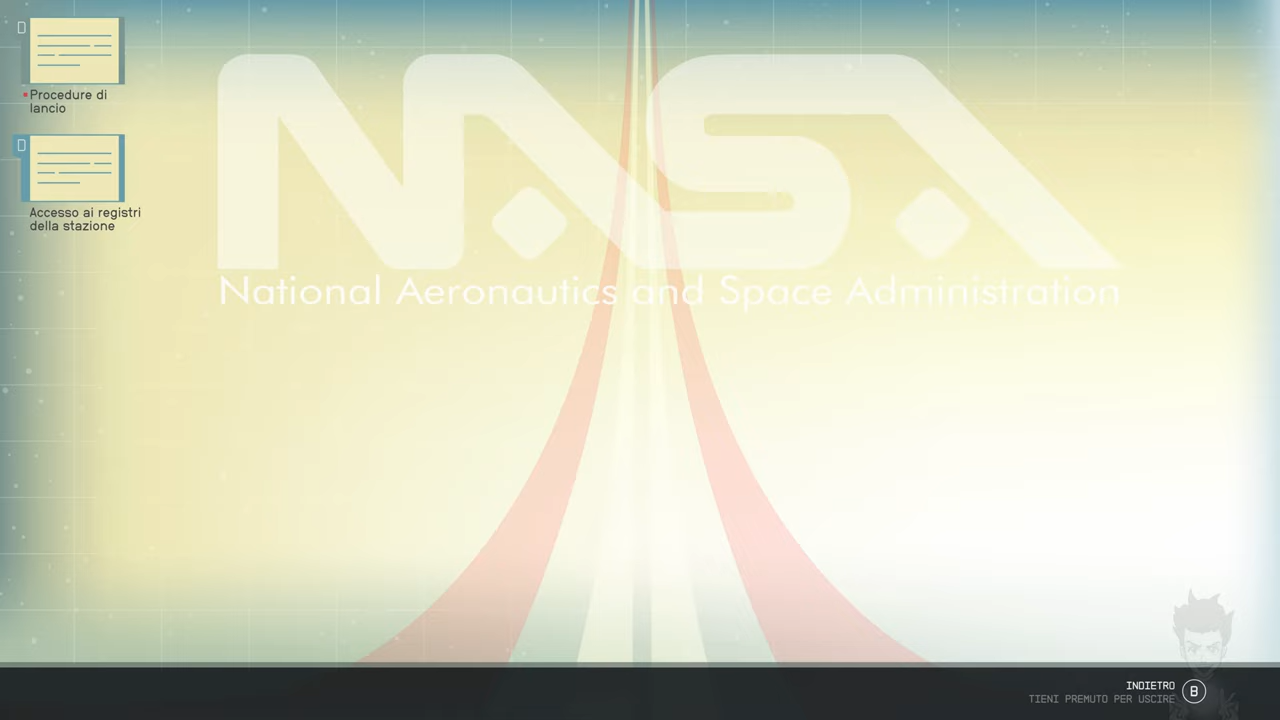 Procedure di
lancio
Accesso ai registri
della stazione
NASA
National Aeronautics and Space Administration
INDIETRO
TIENI PREMUTO PER USCIRE
B